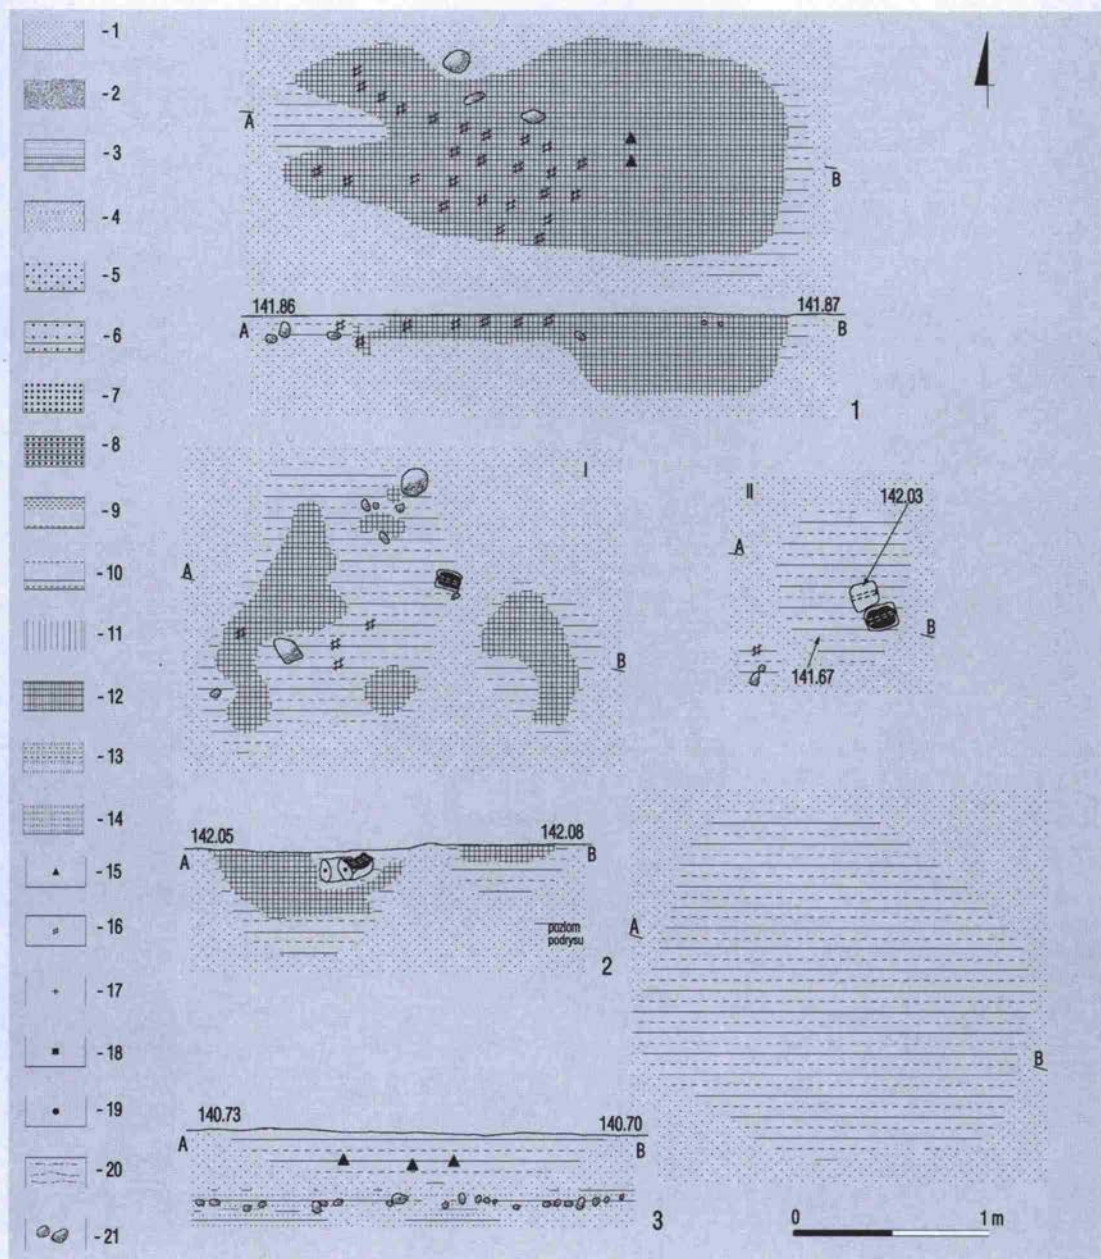 - 1
- 2
- 3
- 4
- 5
- 6
- 7
- 8
- 9
- 10
- 11
- 12
- 13
- 14
- 15
- 16
- 17
- 18
- 19
- 20
- 21
A
B
141.86
141.87
A
B
1
I
A
B
II
142.03
A
B
141.67
142.05
142.08
A
B
poziom
podrysu
2
A
B
140.73
140.70
A
B
3
0
1 m